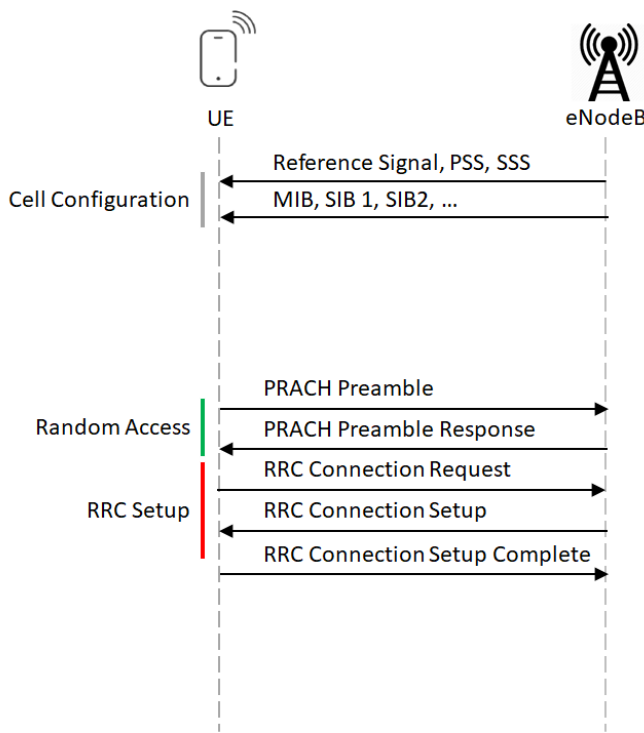 UE
eNodeB
Reference Signal, PSS, SSS
Cell Configuration
MIB, SIB 1, SIB2, ...
PRACH Preamble
Random Access
PRACH Preamble Response
RRC Connection Request
RRC Setup
RRC Connection Setup
RRC Connection Setup Complete